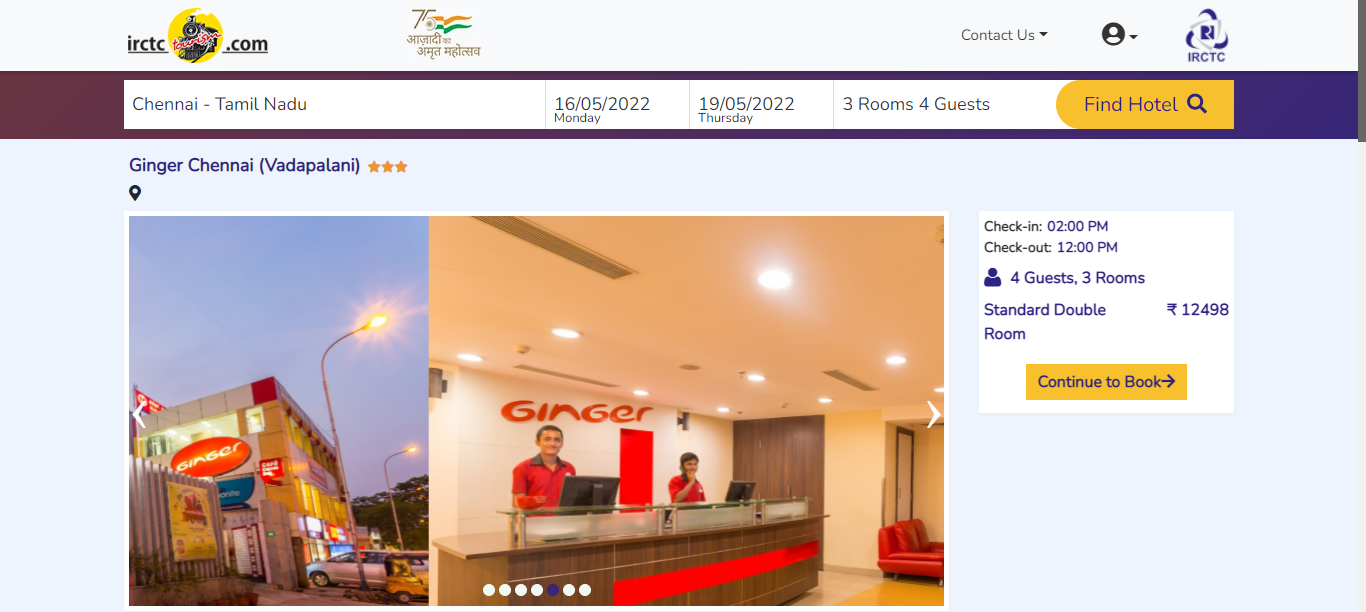 irctc tourism .com
75
आज़ादी का
अमृत महोत्सव
Contact Us
IRCTC
Chennai - Tamil Nadu
16/05/2022
Monday
19/05/2022
Thursday
3 Rooms 4 Guests
Find Hotel
Ginger Chennai (Vadapalani)
GINGER
GINGER
Check-in: 02:00 PM
Check-out: 12:00 PM
4 Guests, 3 Rooms
Standard Double
Room
₹ 12498
Continue to Book